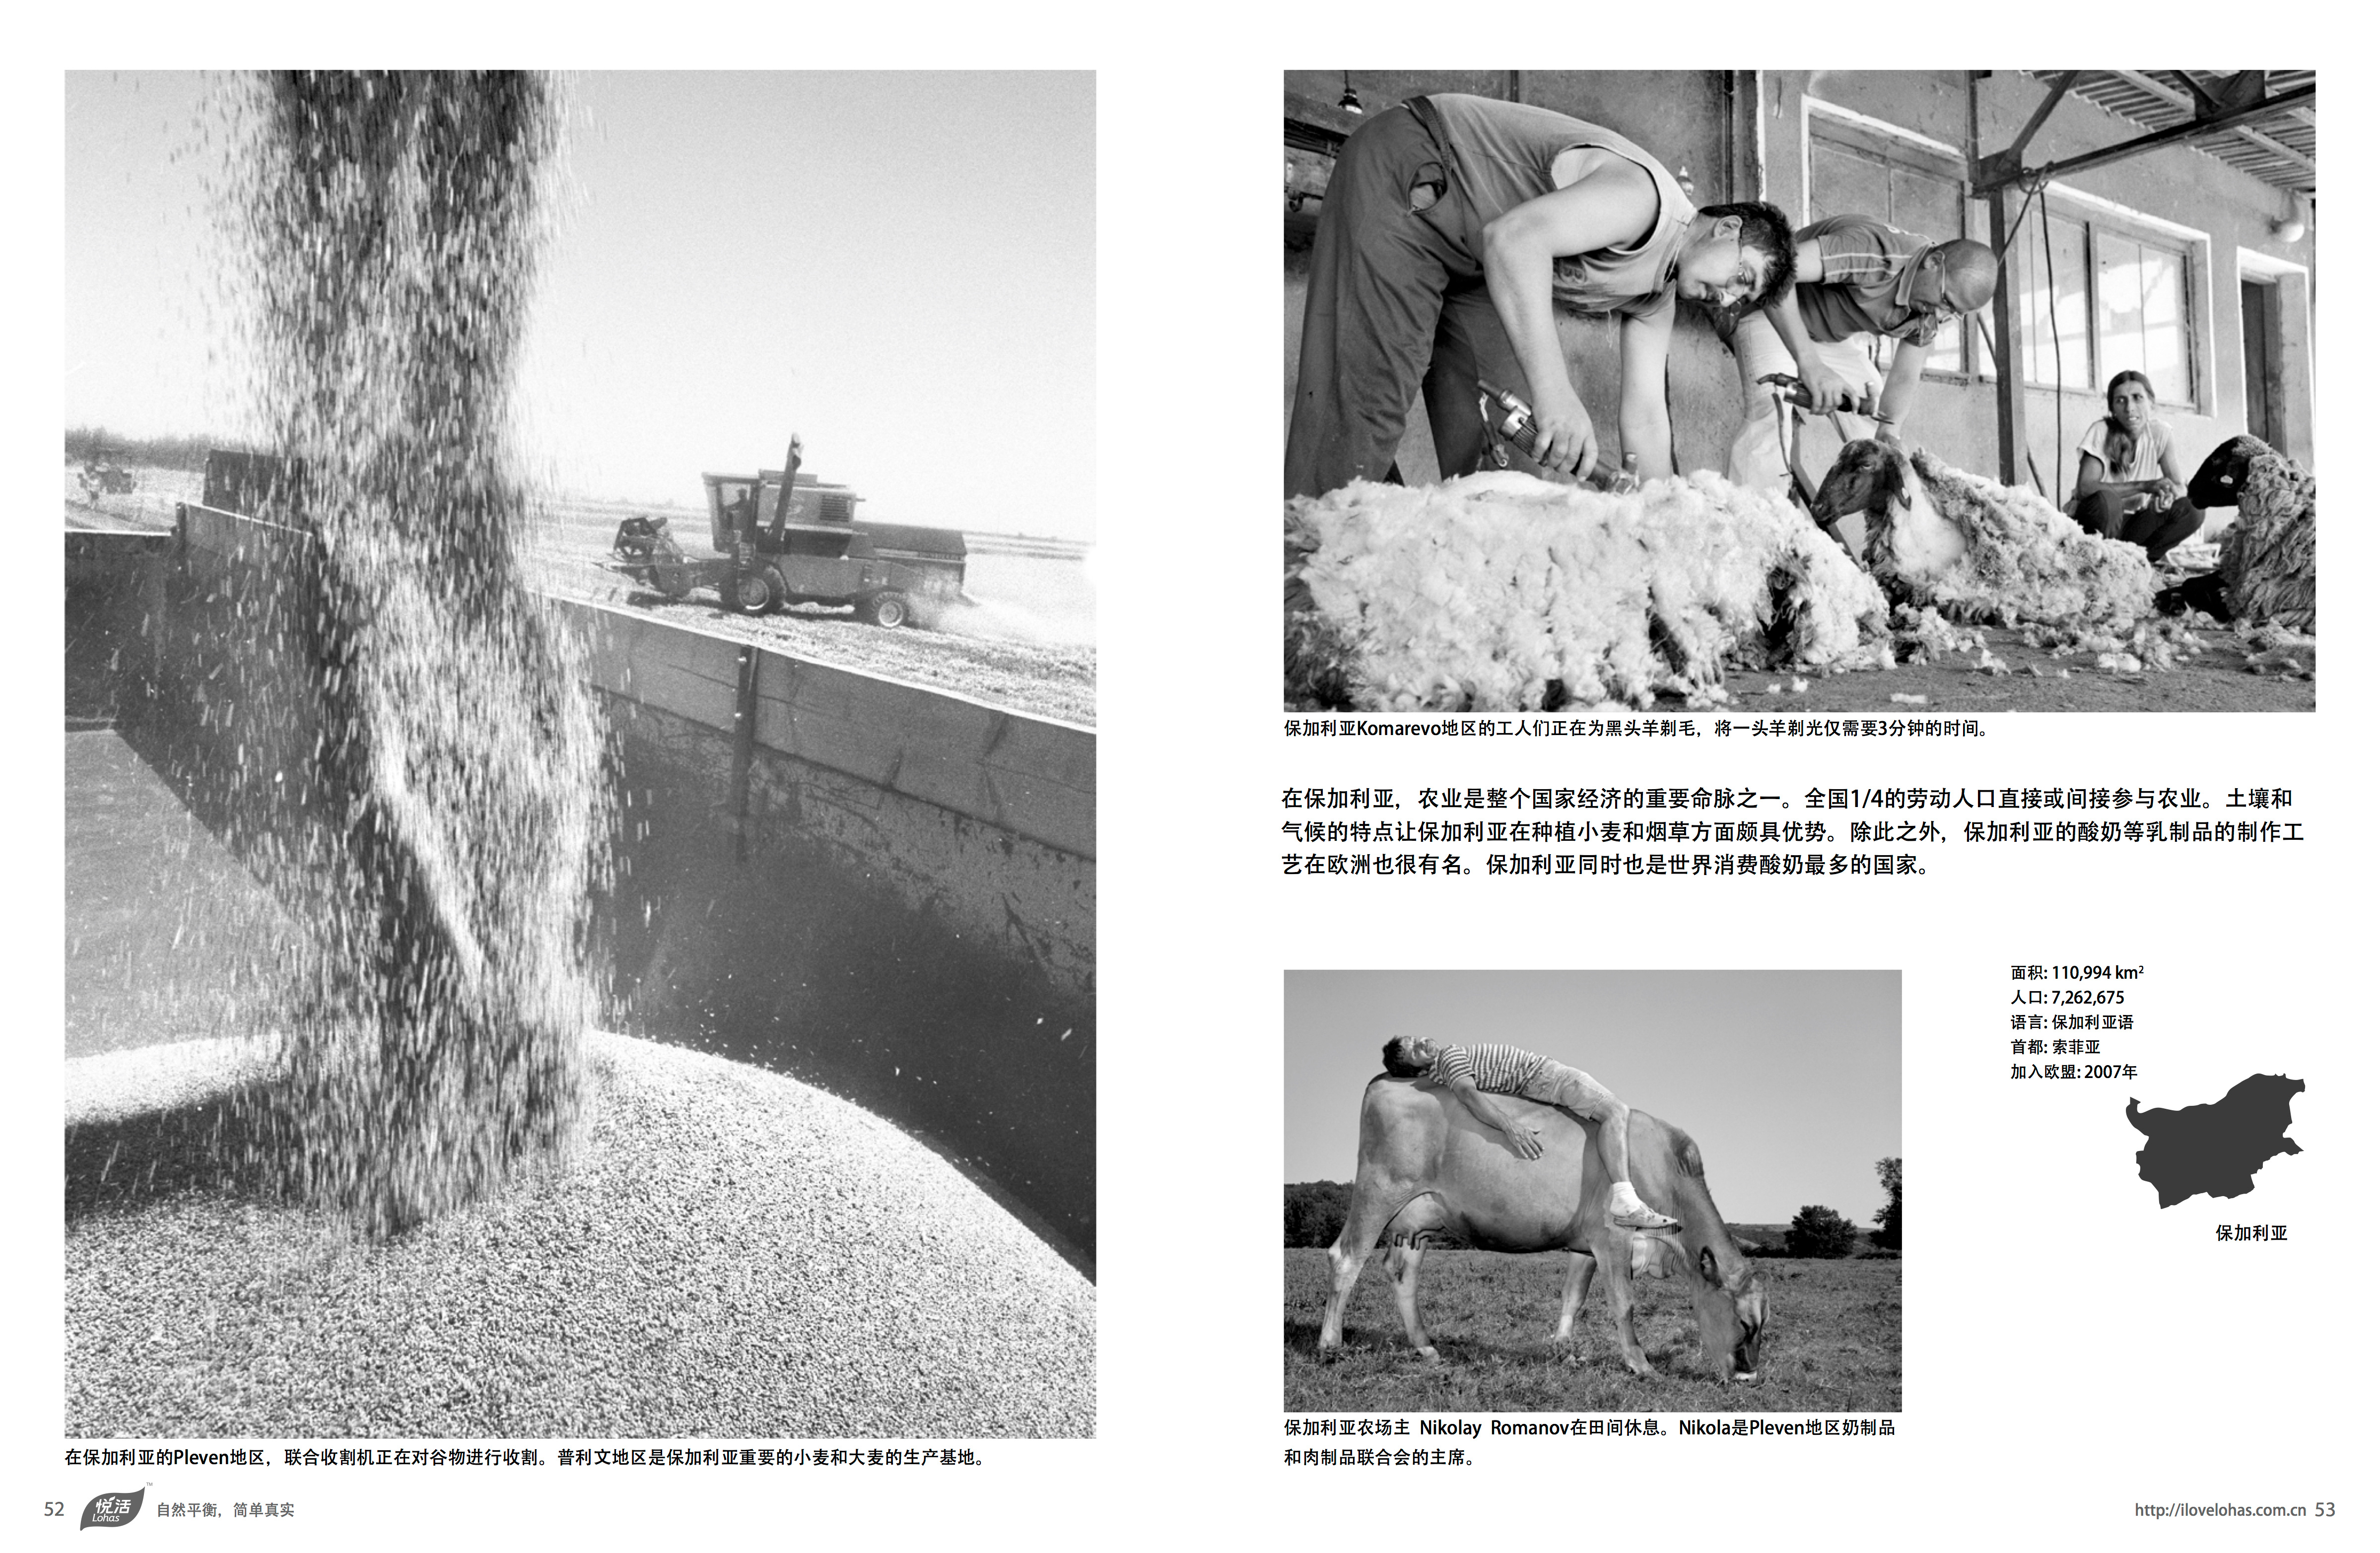 在保加利亚的Pleven地区，联合收割机正在对谷物进行收割。普利文地区是保加利亚重要的小麦和大麦的生产基地。
52
悦活
Lohas
TM
自然平衡，简单真实
保加利亚Komarevo地区的工人们正在为黑头羊剃毛，将一头羊剃光仅需要3分钟的时间。
在保加利亚，农业是整个国家经济的重要命脉之一。全国1/4的劳动人口直接或间接参与农业。土壤和
气候的特点让保加利亚在种植小麦和烟草方面颇具优势。除此之外，保加利亚的酸奶等乳制品的制作工
艺在欧洲也很有名。保加利亚同时也是世界消费酸奶最多的国家。
面积: 110,994 km²
人口: 7,262,675
语言: 保加利亚语
首都: 索菲亚
加入欧盟: 2007年
保加利亚
保加利亚农场主 Nikolay Romanov在田间休息。Nikola是Pleven地区奶制品
和肉制品联合会的主席。
http://ilovelohas.com.cn 53